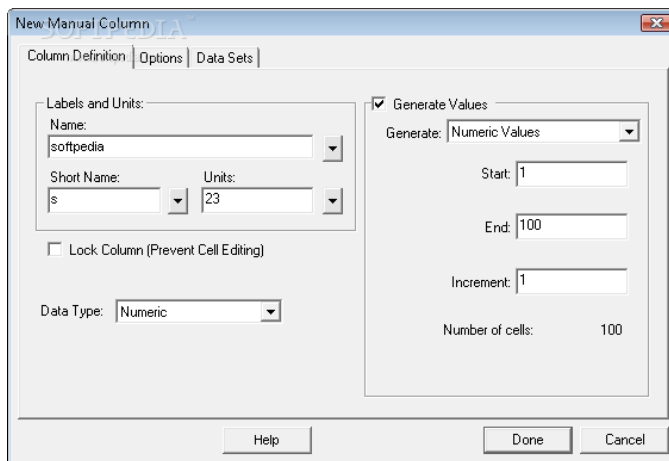 New Manual Column
SOFTPEDIA
Column Definition Options Data Sets
Labels and Units:
Name:
softpedia
Short Name: Units:
s 23
Lock Column (Prevent Cell Editing)
Data Type: Numeric
Generate Values
Generate: Numeric Values
Start: 1
End: 100
Increment: 1
Number of cells: 100
Help Done Cancel